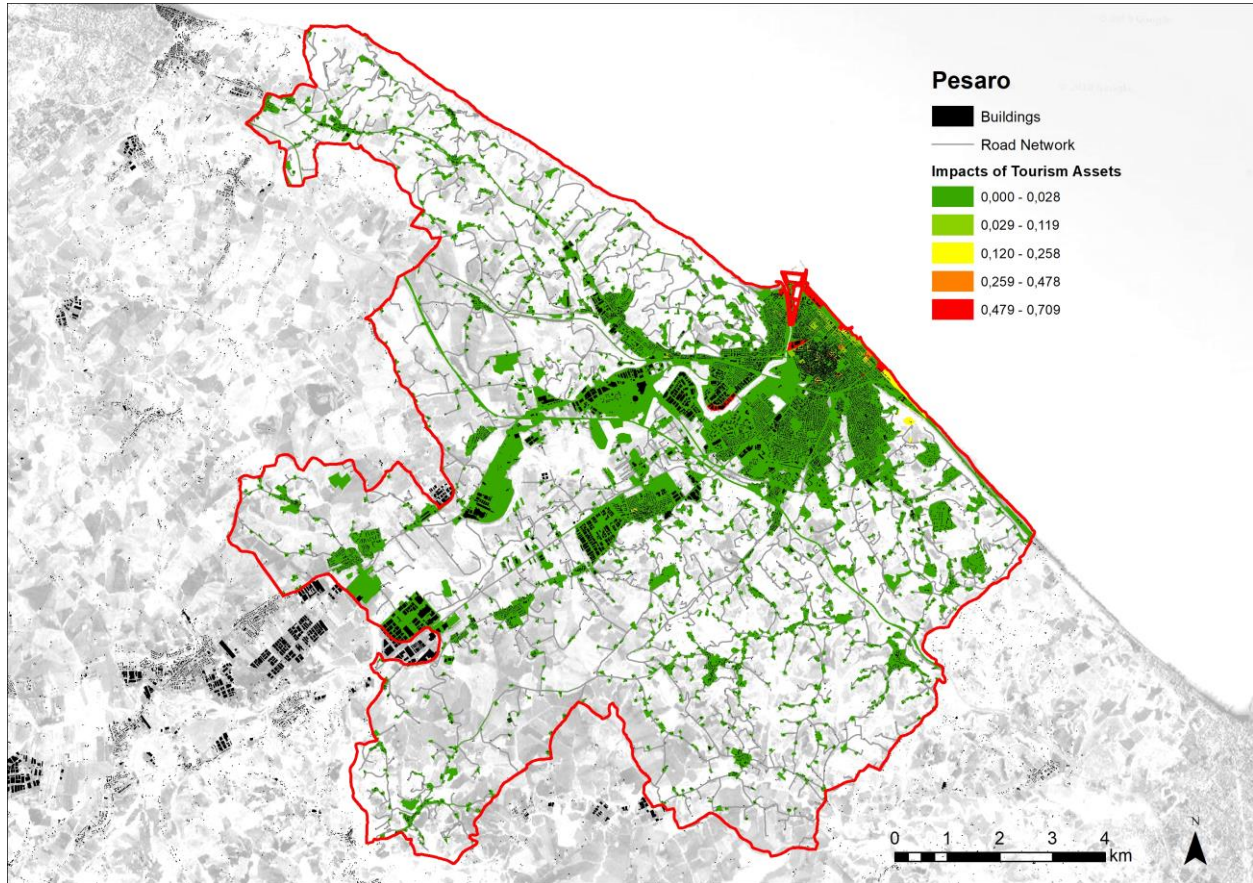 Pesaro
Buildings
Road Network
Impacts of Tourism Assets
0,000 - 0,028
0,029 - 0,119
0,120 - 0,258
0,259 - 0,478
0,479 - 0,709
0 1 2 3 4
km
N